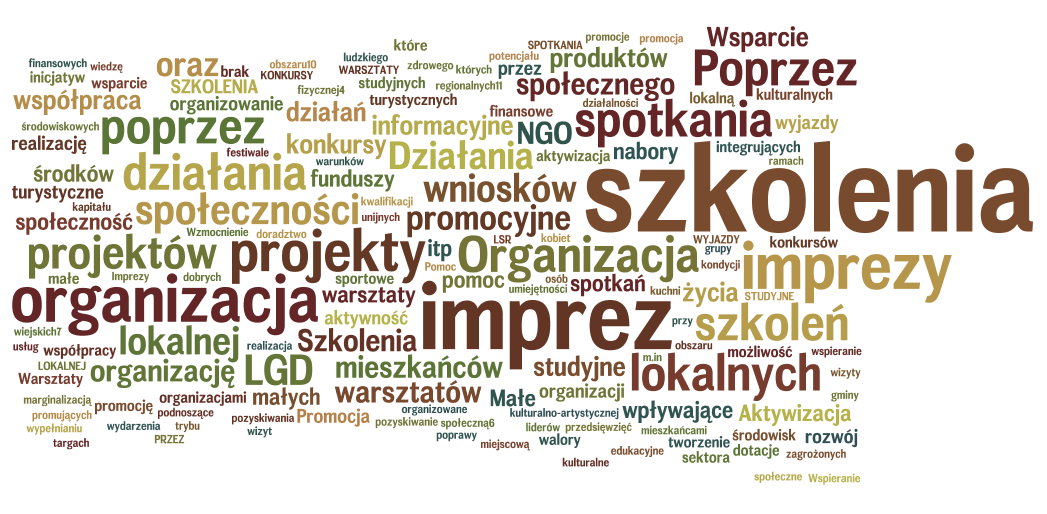 które
SPOTKANIA promocje promocja
Wsparcie
finansowych wiedzę oraz brak obszaru10 ludzkiego zdrowego których potencjału przez produktów Poprzez
inicjatyw wsparcie SZKOLENIA KONKURSY WARSZTATY studyjnych regionalnych11 społecznego
współpraca organizowanie fizycznej4 turystycznych działalności lokalną kulturalnych
środowiskowych poprzez działań informacyjne finansowe NGO spotkania wyjazdy
realizację festiwale konkursy Działania aktywizacja nabory integrujących
środków działania warunków funduszy ramach
turystyczne kapitału społeczności kwalifikacji wniosków szkolenia
społeczność Wzmocnienie doradztwo unijnych promocyjne
projektów projekty itp LSR Organizacja kobiet WYJAZDY grupy konkursów
małe Imprezy dobrych sportowe Pomoc pomoc osób umiejętności spotkań kuchni kondycji imprezy
organizacja warsztaty życia STUDYJNE
wiejskich7 aktywność imprez przy szkoleń
usług współpracy lokalnej realizacja Szkolenia obszaru możliwość wspieranie
LOKALNEJ organizację LGD mieszkańców studyjne m.in lokalnych wizyty
Warsztaty
marginalizacją promocję organizacjami małych warsztatów Małe organizacji gminy
promujących podnoszące pozyskiwania Promocja organizowane kulturalno-artystycznej wpływające Aktywizacja
wypełnianiu wydarzenia trybu wizyt pozyskiwanie społeczną6 liderów przedsięwzięć mieszkańcami
targach PRZEZ poprawy miejscową walory tworzenie środowisk rozwój
edukacyjne sektora dotacje zagrożonych
kulturalne
społeczne Wspieranie